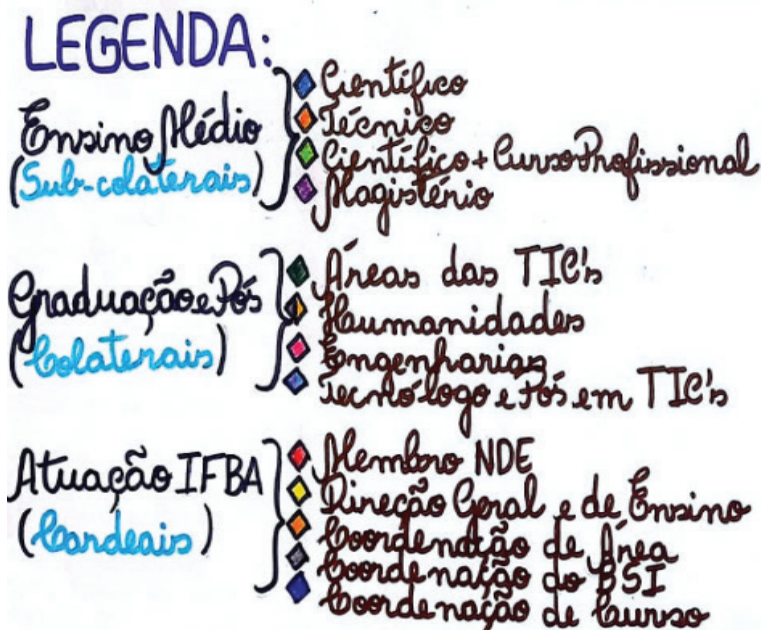 LEGENDA:
Ensino Médio
(Sub-colaterais)
Científico
Técnico
Científico + Curso Profissional
Magistério
Graduação e Pós
(Colaterais)
Áreas das TIC's
Haumanidades
Engenharias
Tecnólogo e Pós em TIC's
Atuação IFBA
(Cardeais)
Membro NDE
Direção Geral e de Ensino
Coordenação de Área
Coordenação do BSI
Coordenação de Curso